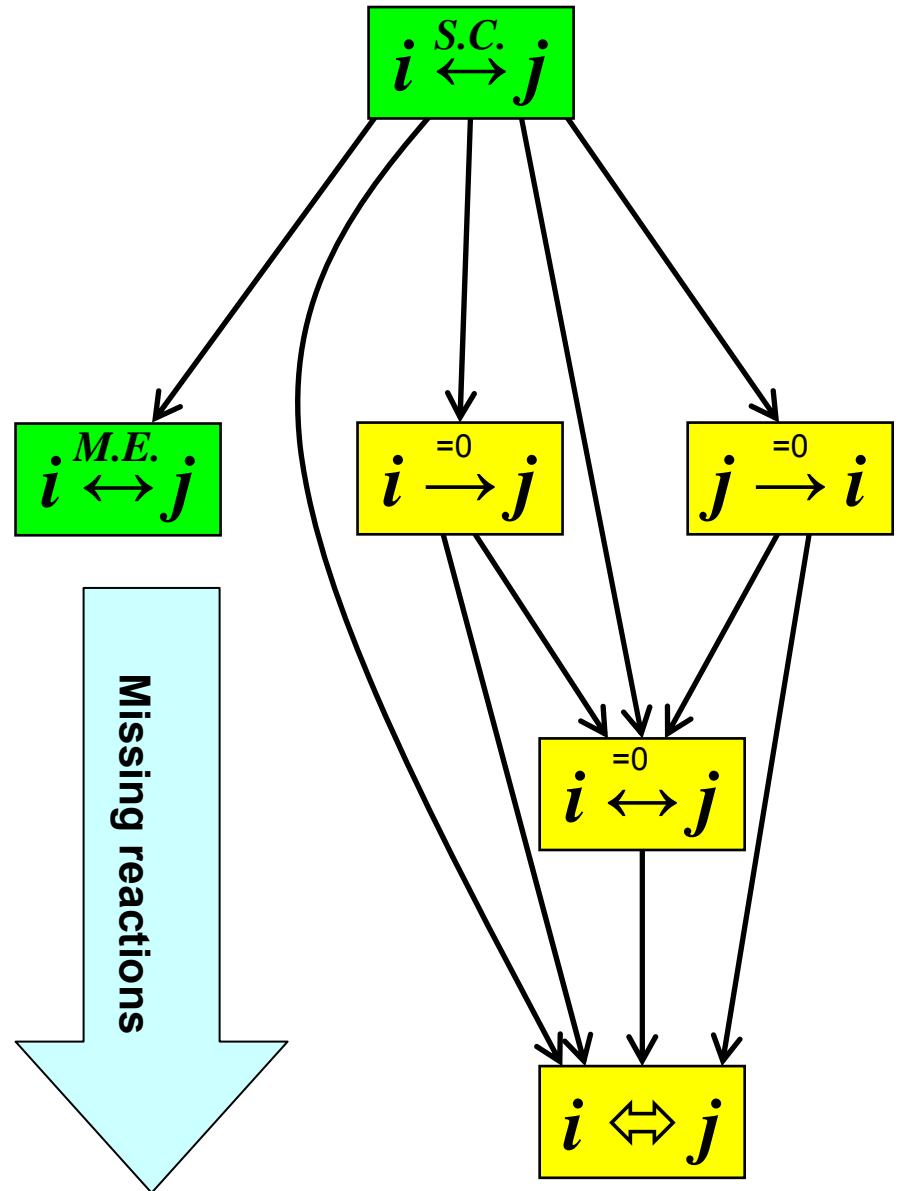 S.C.
i ↔ j
M.E.
i ↔ j
=0
i → j
=0
j → i
Missing reactions
=0
i ↔ j
i ⇔ j